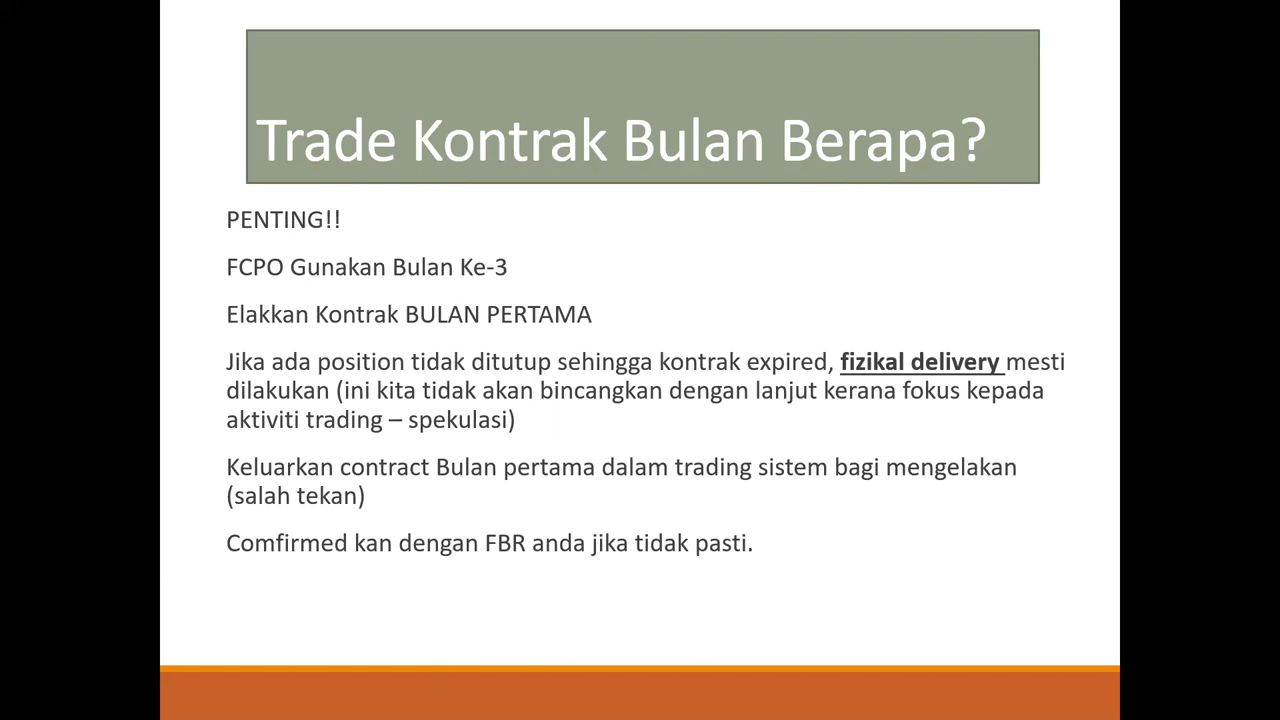 Trade Kontrak Bulan Berapa?
PENTING!!
FCPO Gunakan Bulan Ke-3
Elakkan Kontrak BULAN PERTAMA
Jika ada position tidak ditutup sehingga kontrak expired, fizikal delivery mesti
dilakukan (ini kita tidak akan bincangkan dengan lanjut kerana fokus kepada
aktiviti trading – spekulasi)
Keluarkan contract Bulan pertama dalam trading sistem bagi mengelakan
(salah tekan)
Comfirmed kan dengan FBR anda jika tidak pasti.